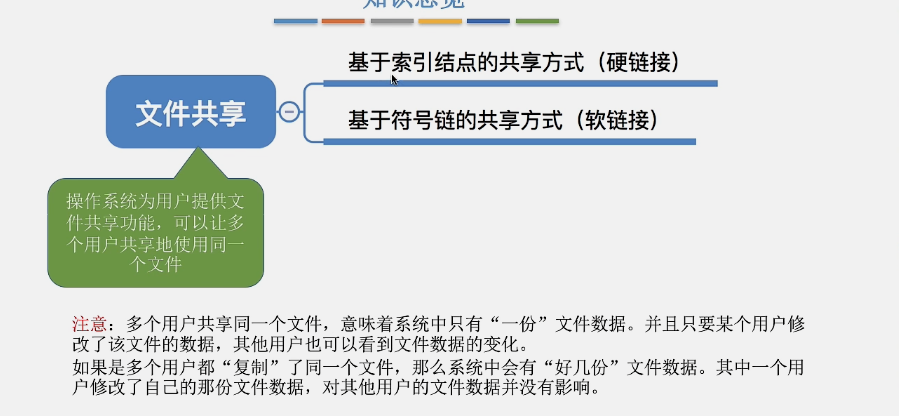 知识总览
基于索引结点的共享方式（硬链接）
文件共享
基于符号链的共享方式（软链接）
操作系统为用户提供文
件共享功能，可以让多
个用户共享地使用同一
个文件
注意：多个用户共享同一个文件，意味着系统中只有“一份”文件数据。并且只要某个用户修
改了该文件的数据，其他用户也可以看到文件数据的变化。
如果是多个用户都“复制”了同一个文件，那么系统中会有“好几份”文件数据。其中一个用
户修改了自己的那份文件数据，对其他用户的文件数据并没有影响。